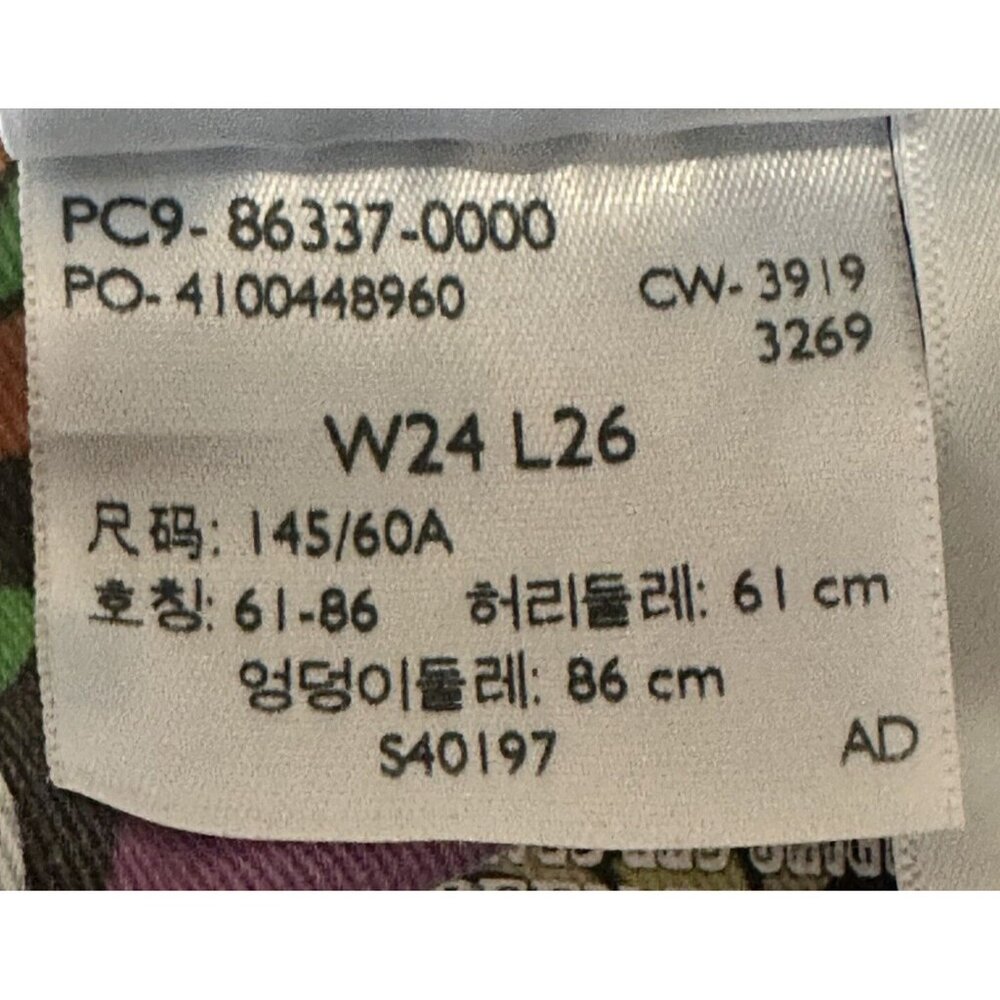 PC9- 86337-0000
PO- 4100448960
CW- 3919
3269
W24 L26
尺码: 145/60A
호칭: 61-86 허리둘레: 61 cm
엉덩이둘레: 86 cm
S40197
AD